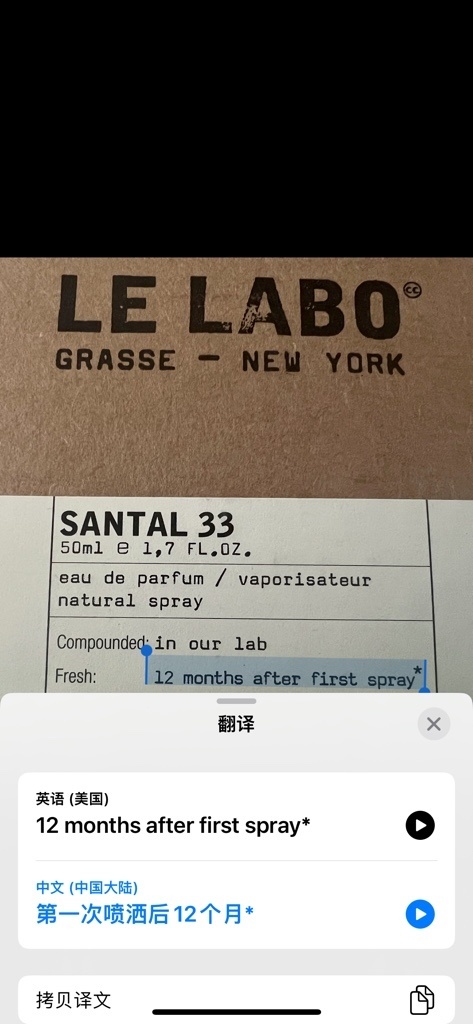 LE LABO
GRASSE — NEW YORK
SANTAL 33
50ml e 1,7 FL.OZ.
eau de parfum / vaporisateur
natural spray
Compounded: in our lab
Fresh: 12 months after first spray*
翻译
英语 (美国)
12 months after first spray*
中文 (中国大陆)
第一次喷洒后 12 个月*
拷贝译文